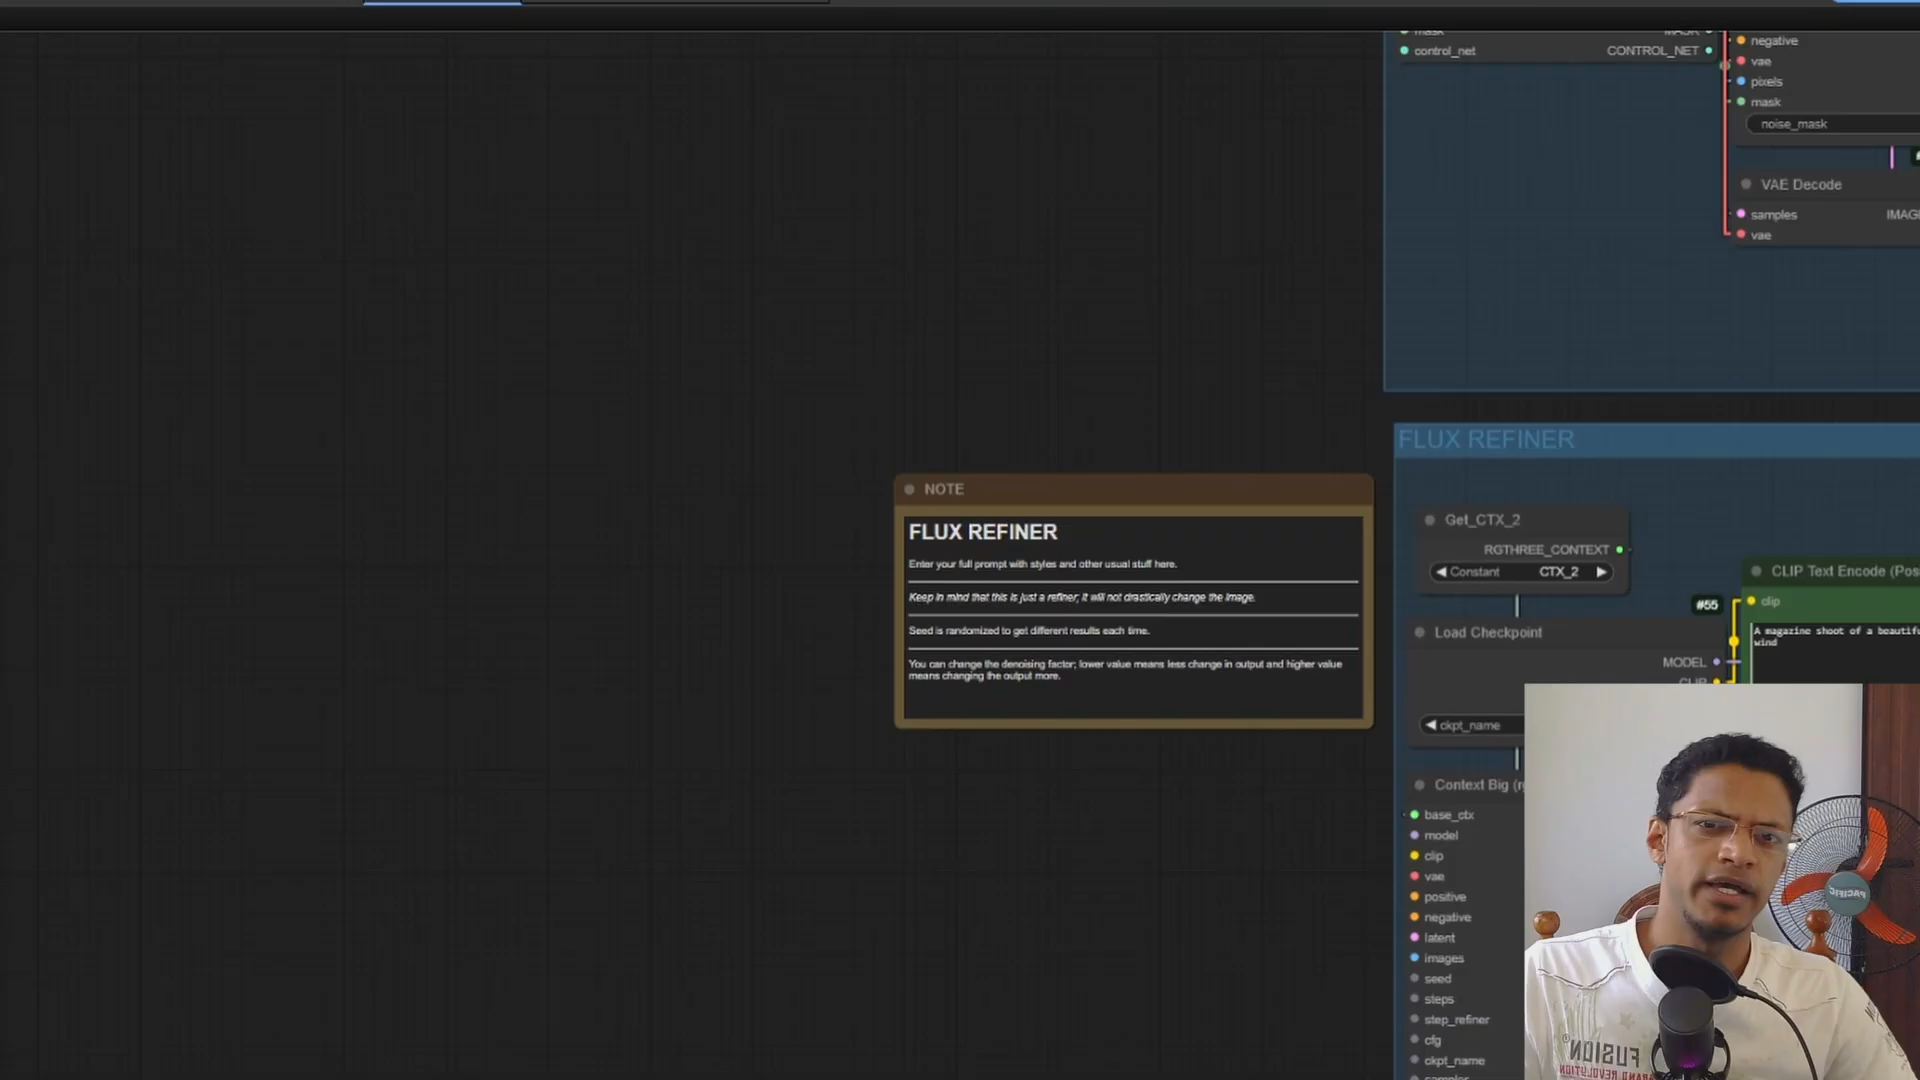 mask MASK
control_net CONTROL_NET
negative
vae
pixels
mask
noise_mask
VAE Decode
samples
vae
NOTE
FLUX REFINER
Enter your full prompt with styles and other usual stuff here.
Keep in mind that this is just a refiner; it will not drastically change the image.
Seed is randomized to get different results each time.
You can change the denoising factor; lower value means less change in output and higher value
means changing the output more.
FLUX REFINER
Get_CTX_2
RGTHREE_CONTEXT
Constant CTX_2
#55
CLIP Text Encode (Pos
clip
A magazine shoot of a
wind
Load Checkpoint
MODEL
CLIP
ckpt_name
Context Big
base_ctx
model
clip
vae
positive
negative
latent
images
seed
steps
step_refiner
cfg
ckpt_name
sampler
PACIFIC
FUSION